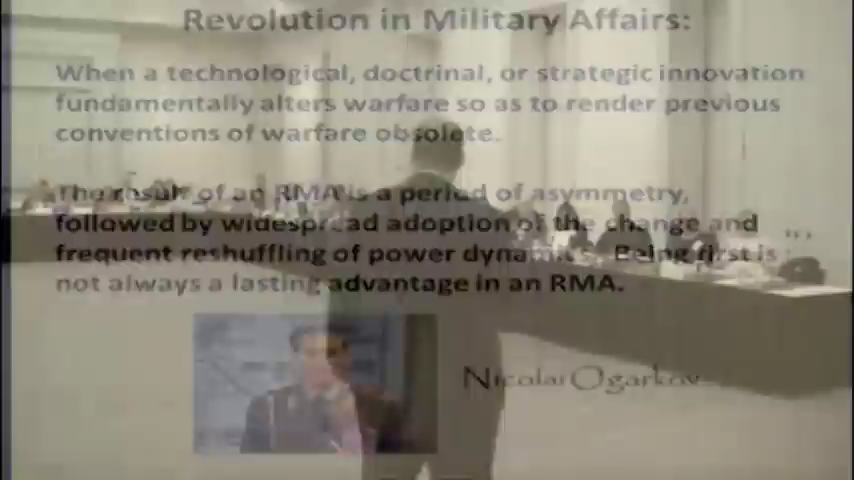 Revolution in Military Affairs:
When a technological, doctrinal, or strategic innovation
fundamentally alters warfare so as to render previous
conventions of warfare obsolete.
The result of an RMA is a period of asymmetry,
followed by widespread adoption of the change and
frequent reshuffling of power dynamics. Being first is
not always a lasting advantage in an RMA.
Nicolai Ogarkov